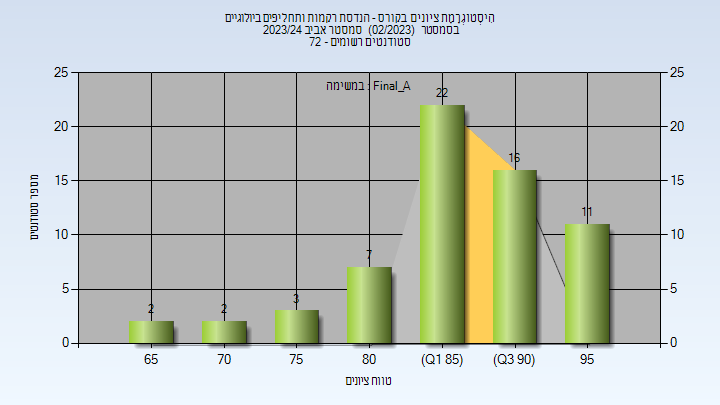 הִיסְטוֹגְרָמַת ציונים בקורס - הנדסת רקמות ותחליפים ביולוגיים
בסמסטר (02/2023) סמסטר אביב 2023/24
סטודנטים רשומים - 72
במשימה : Final_A
25 25
20 20
15 15
10 10
5 5
0 0
2 2 3 7 22 16 11
65 70 75 80 (Q1 85) (Q3 90) 95
מספר סטודנטים
טווח ציונים